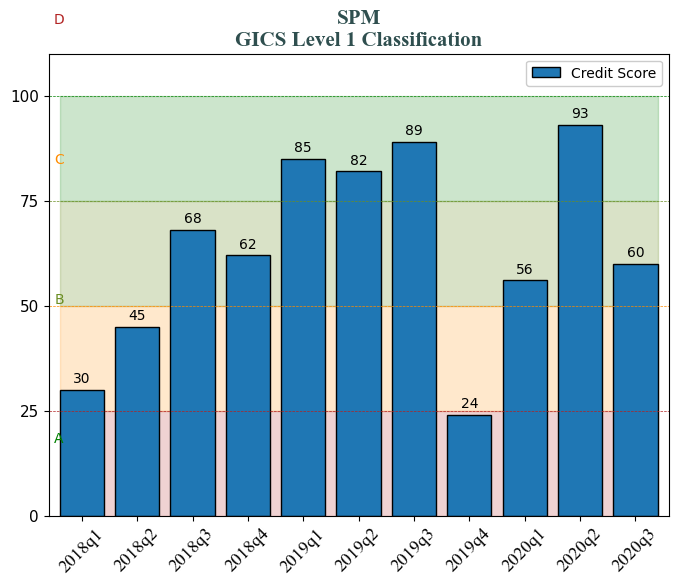 D
SPM
GICS Level 1 Classification
Credit Score
100
93
89
85
82
C
75
68
62
60
56
50
B
45
30
25
24
A
0
2018q1
2018q2
2018q3
2018q4
2019q1
2019q2
2019q3
2019q4
2020q1
2020q2
2020q3